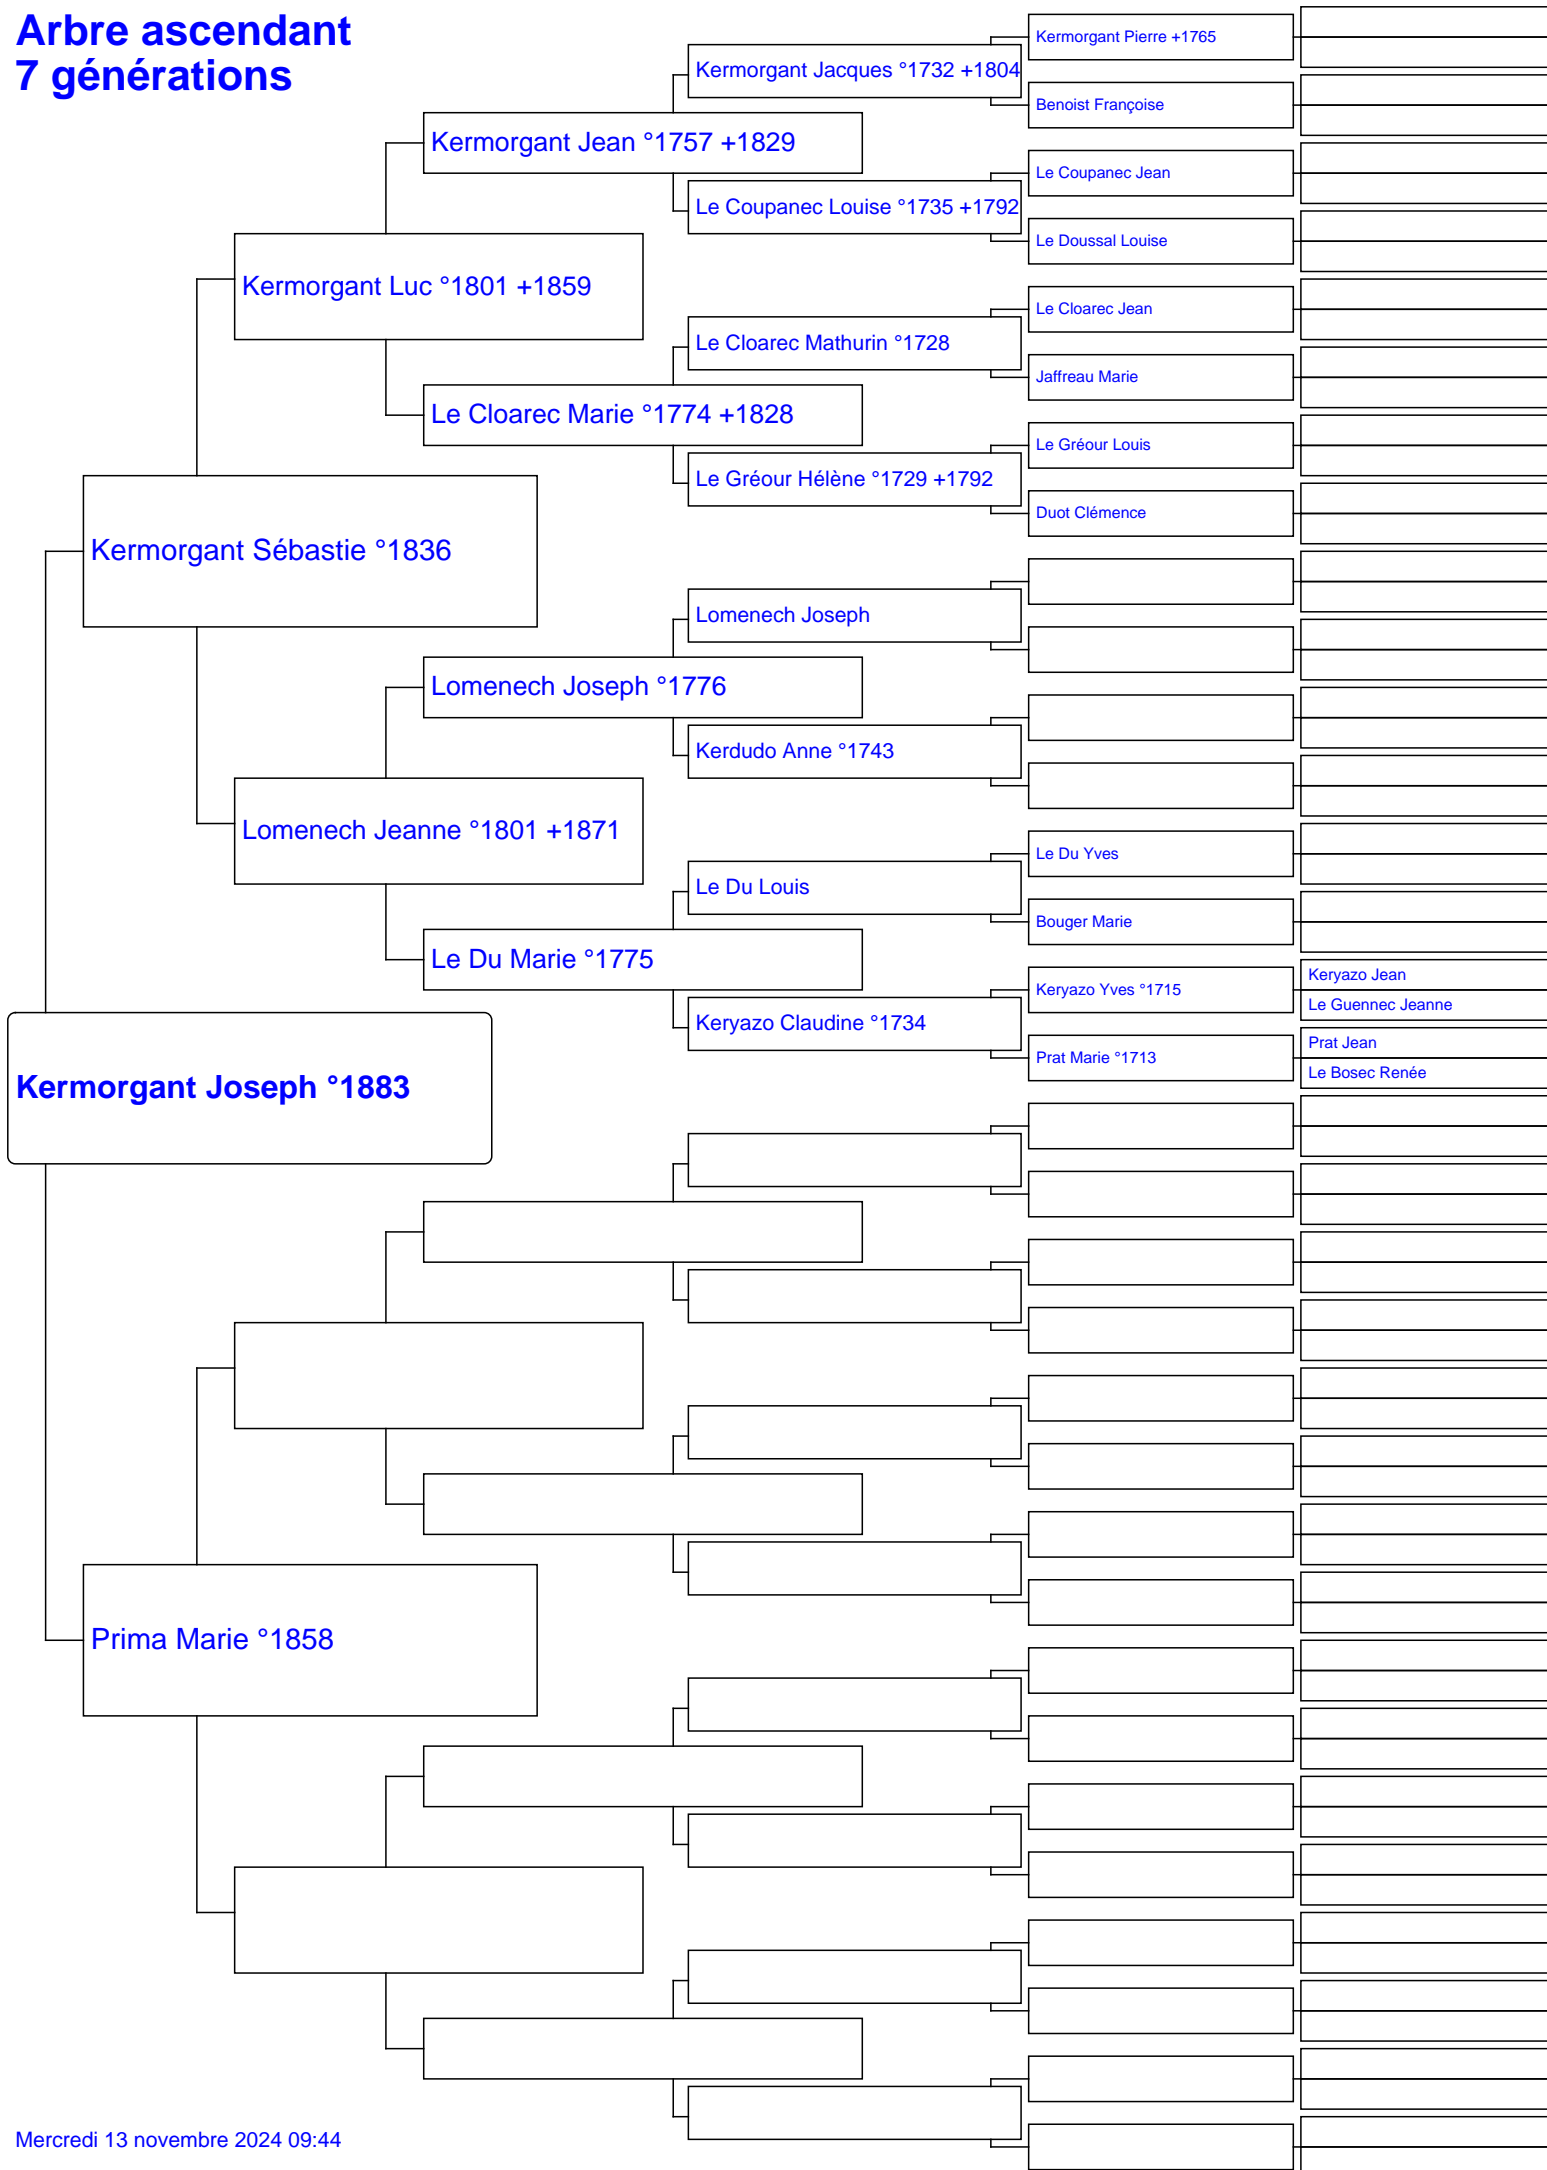 Arbre ascendant
7 générations
Kermorgant Pierre +1765
Kermorgant Jacques °1732 +1804
Benoist Françoise
Kermorgant Jean °1757 +1829
Le Coupanec Jean
Le Coupanec Louise °1735 +1792
Le Doussal Louise
Kermorgant Luc °1801 +1859
Le Cloarec Jean
Le Cloarec Mathurin °1728
Jaffreau Marie
Le Cloarec Marie °1774 +1828
Le Gréour Louis
Le Gréour Hélène °1729 +1792
Duot Clémence
Kermorgant Sébastie °1836
Lomenech Joseph
Lomenech Joseph °1776
Kerdudo Anne °1743
Lomenech Jeanne °1801 +1871
Le Du Yves
Le Du Louis
Bouger Marie
Le Du Marie °1775
Keryazo Jean
Keryazo Yves °1715
Le Guennec Jeanne
Keryazo Claudine °1734
Prat Jean
Prat Marie °1713
Le Bosec Renée
Kermorgant Joseph °1883
Prima Marie °1858
Mercredi 13 novembre 2024 09:44